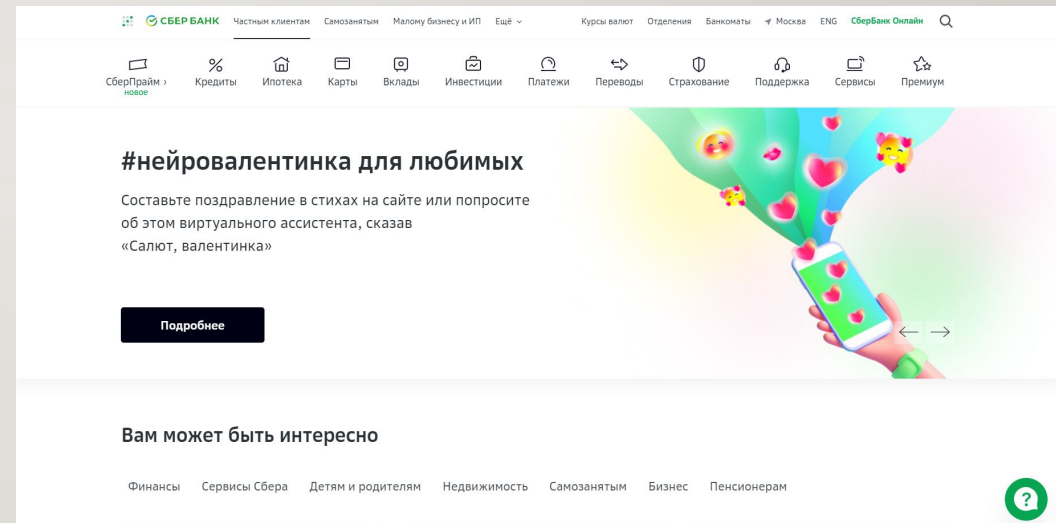 СБЕР БАНК Частным клиентам Самозанятым Малому бизнесу и ИП Ещё Курсы валют Отделения Банкоматы Москва ENG СберБанк Онлайн
СберПрайм Кредиты Ипотека Карты Вклады Инвестиции Платежи Переводы Страхование Поддержка Сервисы Премиум
новое
#нейровалентинка для любимых
Составьте поздравление в стихах на сайте или попросите
об этом виртуального ассистента, сказав
«Салют, валентинка»
Подробнее
Вам может быть интересно
Финансы Сервисы Сбера Детям и родителям Недвижимость Самозанятым Бизнес Пенсионерам
?